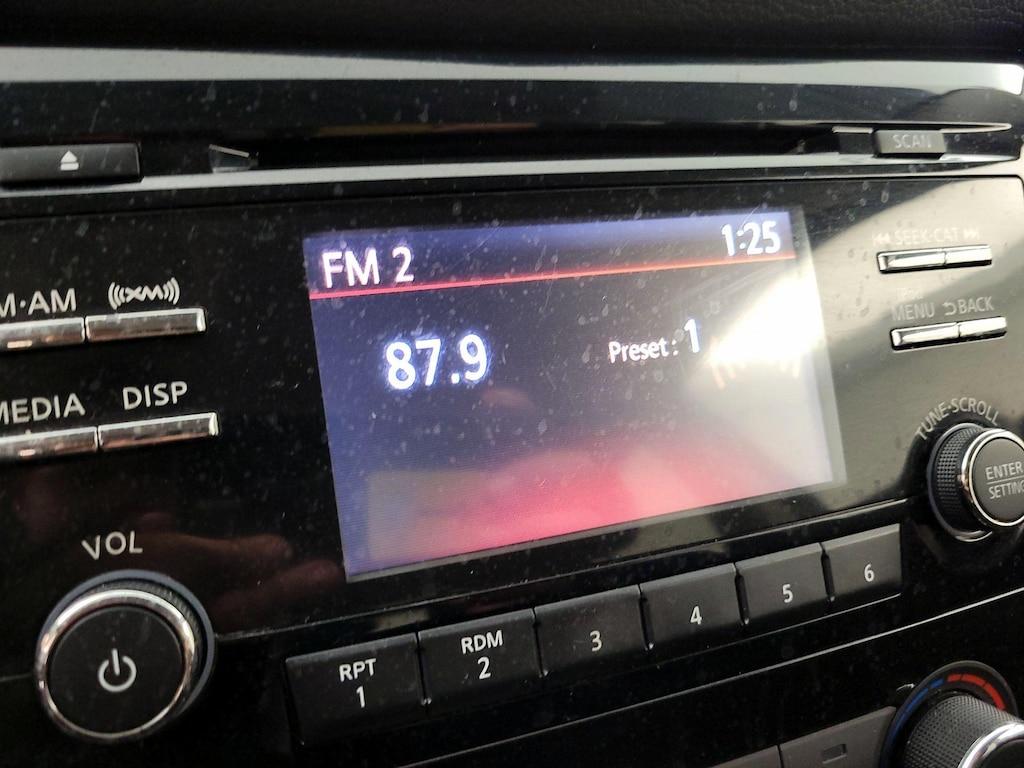 SCAN
FM 2
1:25
SEEK·CAT
M·AM
XM
87.9
Preset: 1
MENU
BACK
MEDIA
DISP
TUNE·SCROLL
ENTER
SETTING
VOL
RPT
1
RDM
2
3
4
5
6